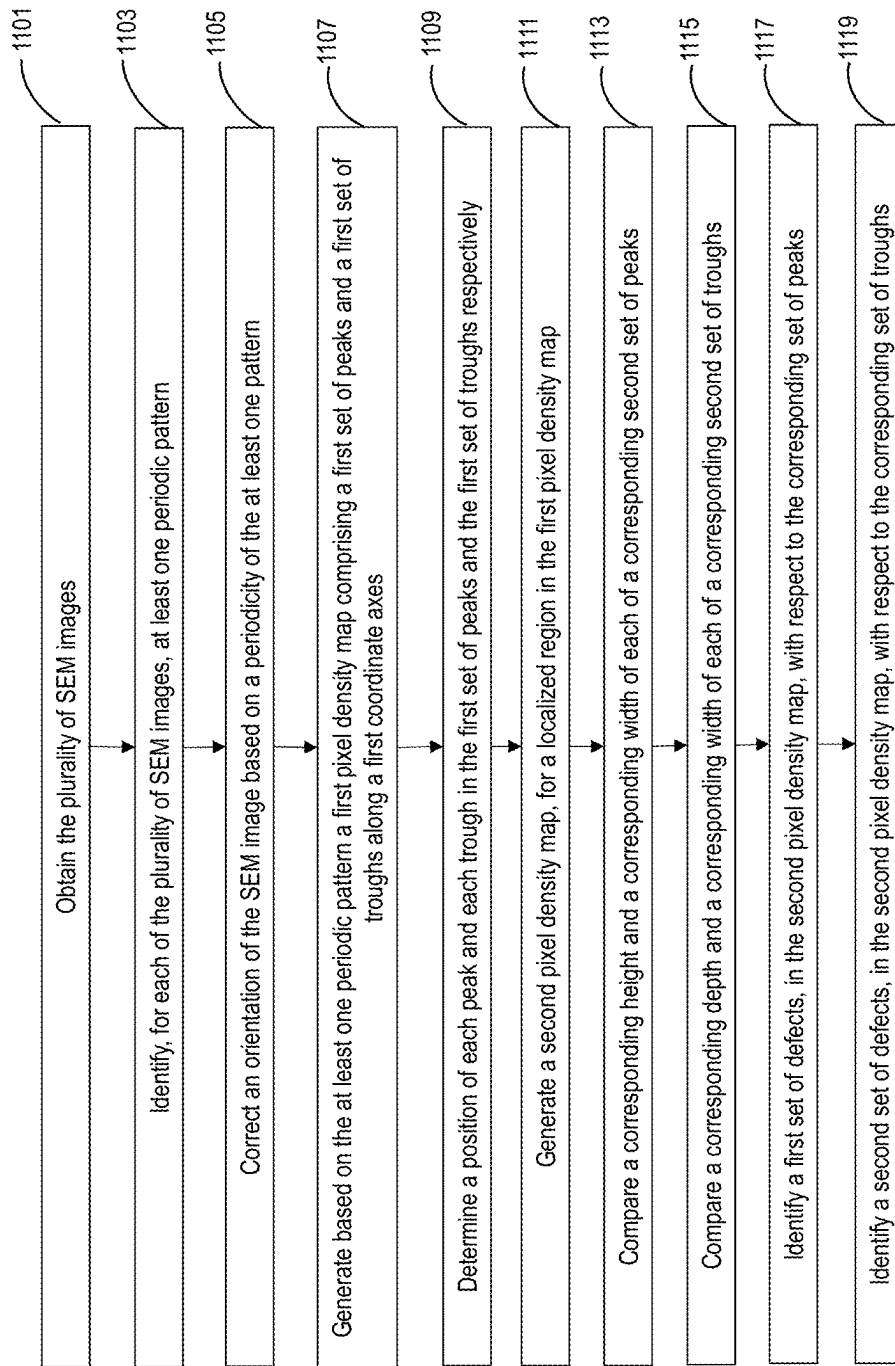 Obtain the plurality of SEM images
1101
Identify, for each of the plurality of SEM images, at least one periodic pattern
1103
Correct an orientation of the SEM image based on a periodicity of the at least one pattern
1105
Generate based on the at least one periodic pattern a first pixel density map comprising a first set of peaks and a first set of
troughs along a first coordinate axes
1107
Determine a position of each peak and each trough in the first set of peaks and the first set of troughs respectively
1109
Generate a second pixel density map, for a localized region in the first pixel density map
1111
Compare a corresponding height and a corresponding width of each of a corresponding second set of peaks
1113
Compare a corresponding depth and a corresponding width of each of a corresponding second set of troughs
1115
Identify a first set of defects, in the second pixel density map, with respect to the corresponding set of peaks
1117
Identify a second set of defects, in the second pixel density map, with respect to the corresponding set of troughs
1119